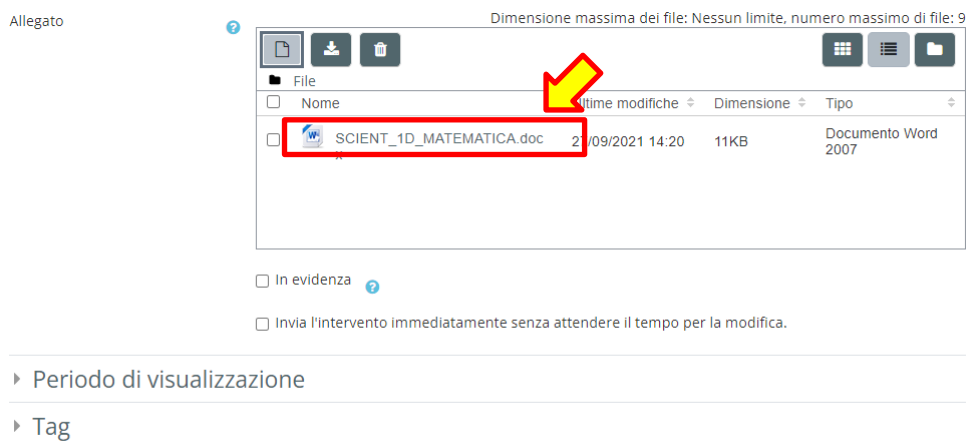 Allegato
Dimensione massima dei file: Nessun limite, numero massimo di file: 9
File
Nome
Ultime modifiche
Dimensione
Tipo
SCIENT_1D_MATEMATICA.doc
x
27/09/2021 14:20
11KB
Documento Word
2007
In evidenza
Invia l'intervento immediatamente senza attendere il tempo per la modifica.
Periodo di visualizzazione
Tag